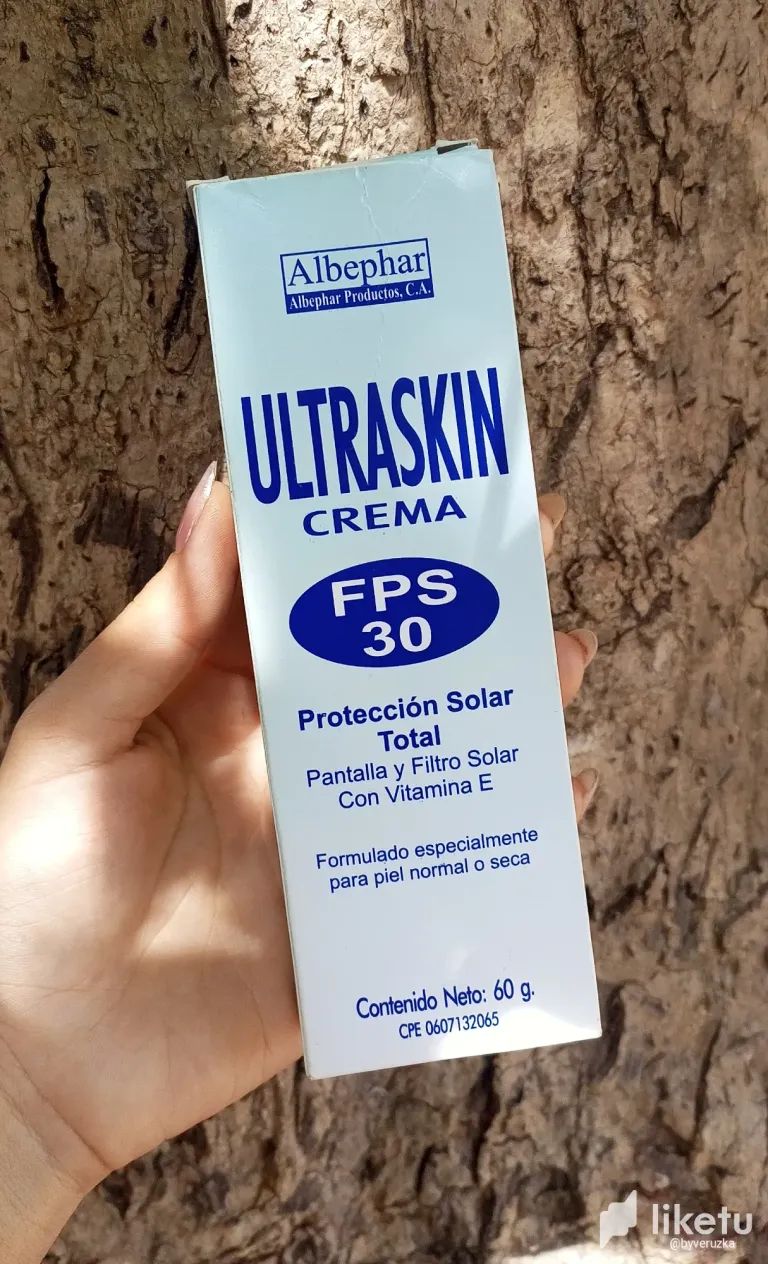 Albephar
Albephar Productos, C.A.
ULTRASKIN
CREMA
FPS
30
Protección Solar
Total
Pantalla y Filtro Solar
Con Vitamina E
Formulado especialmente
para piel normal o seca
Contenido Neto: 60 g.
CPE 0607132065
liketu
@byveruzka